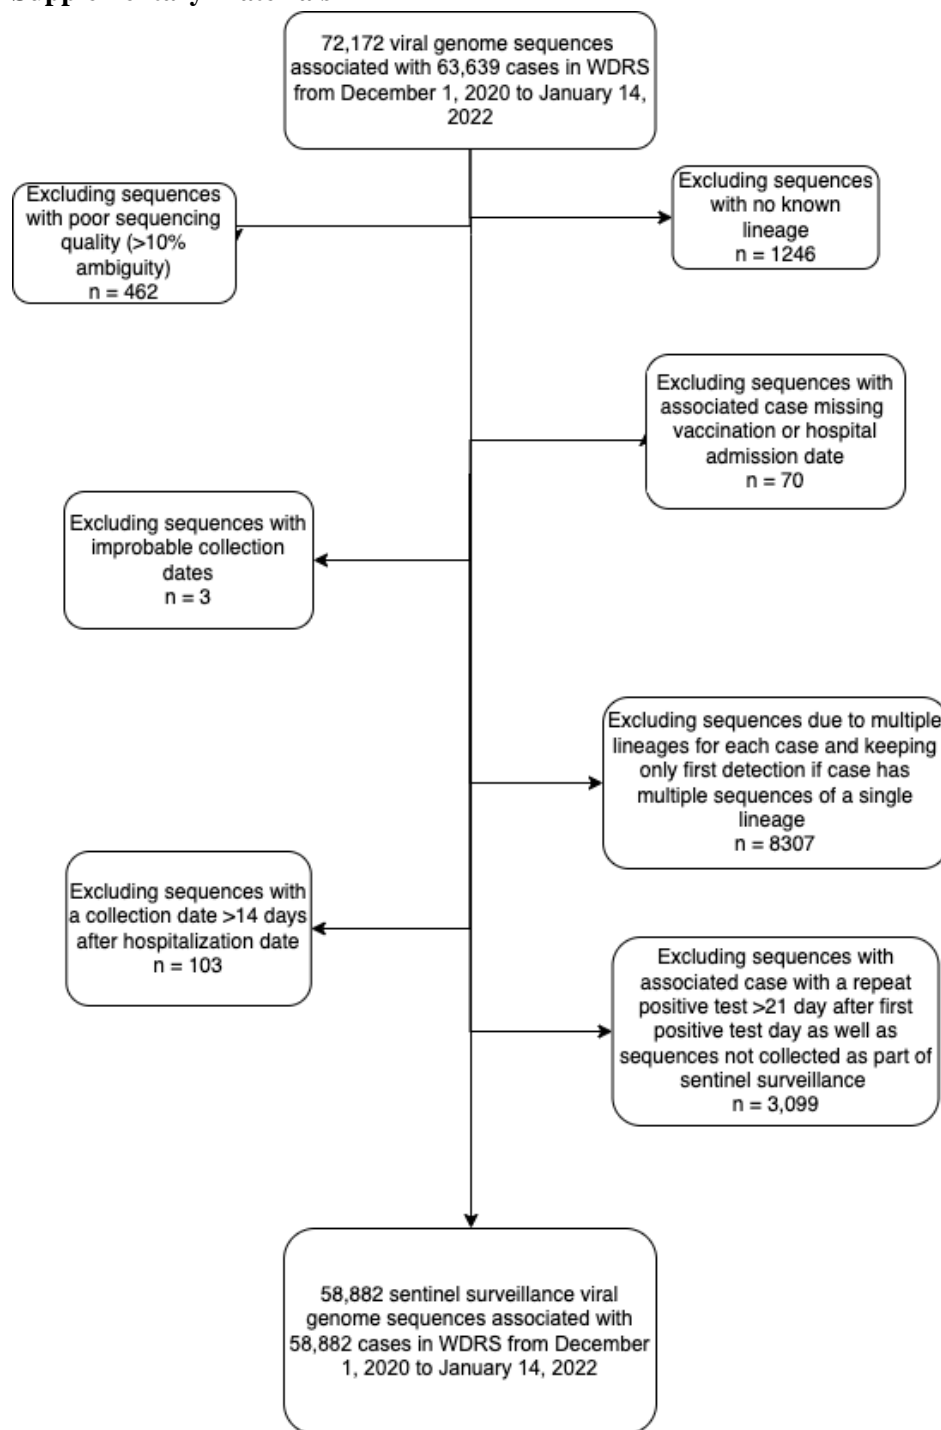 72,172 viral genome sequences
associated with 63,639 cases in WDRS
from December 1, 2020 to January 14,
2022
Excluding sequences
with poor sequencing
quality (>10%
ambiguity)
n = 462
Excluding sequences
with no known
lineage
n = 1246
Excluding sequences with
associated case missing
vaccination or hospital
admission date
n = 70
Excluding sequences with
improbable collection
dates
n = 3
Excluding sequences due to multiple
lineages for each case and keeping
only first detection if case has
multiple sequences of a single
lineage
n = 8307
Excluding sequences with
a collection date >14 days
after hospitalization date
n = 103
Excluding sequences with
associated case with a repeat
positive test >21 day after first
positive test day as well as
sequences not collected as part of
sentinel surveillance
n = 3,099
58,882 sentinel surveillance viral
genome sequences associated with
58,882 cases in WDRS from December
1, 2020 to January 14, 2022